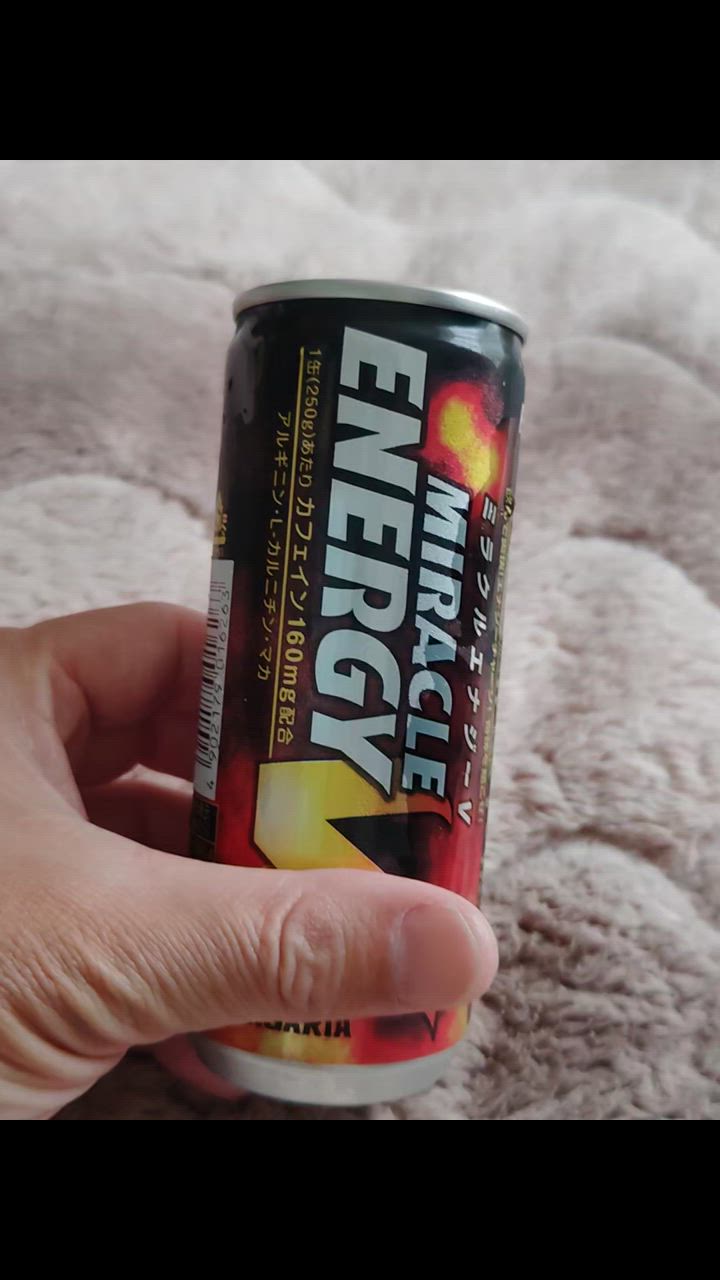 ミラクルエナジーV
MIRACLE
ENERGY
V
1缶(250g)あたり カフェイン160mg配合
アルギニン・L-カルニチン・マカ
4902179016263